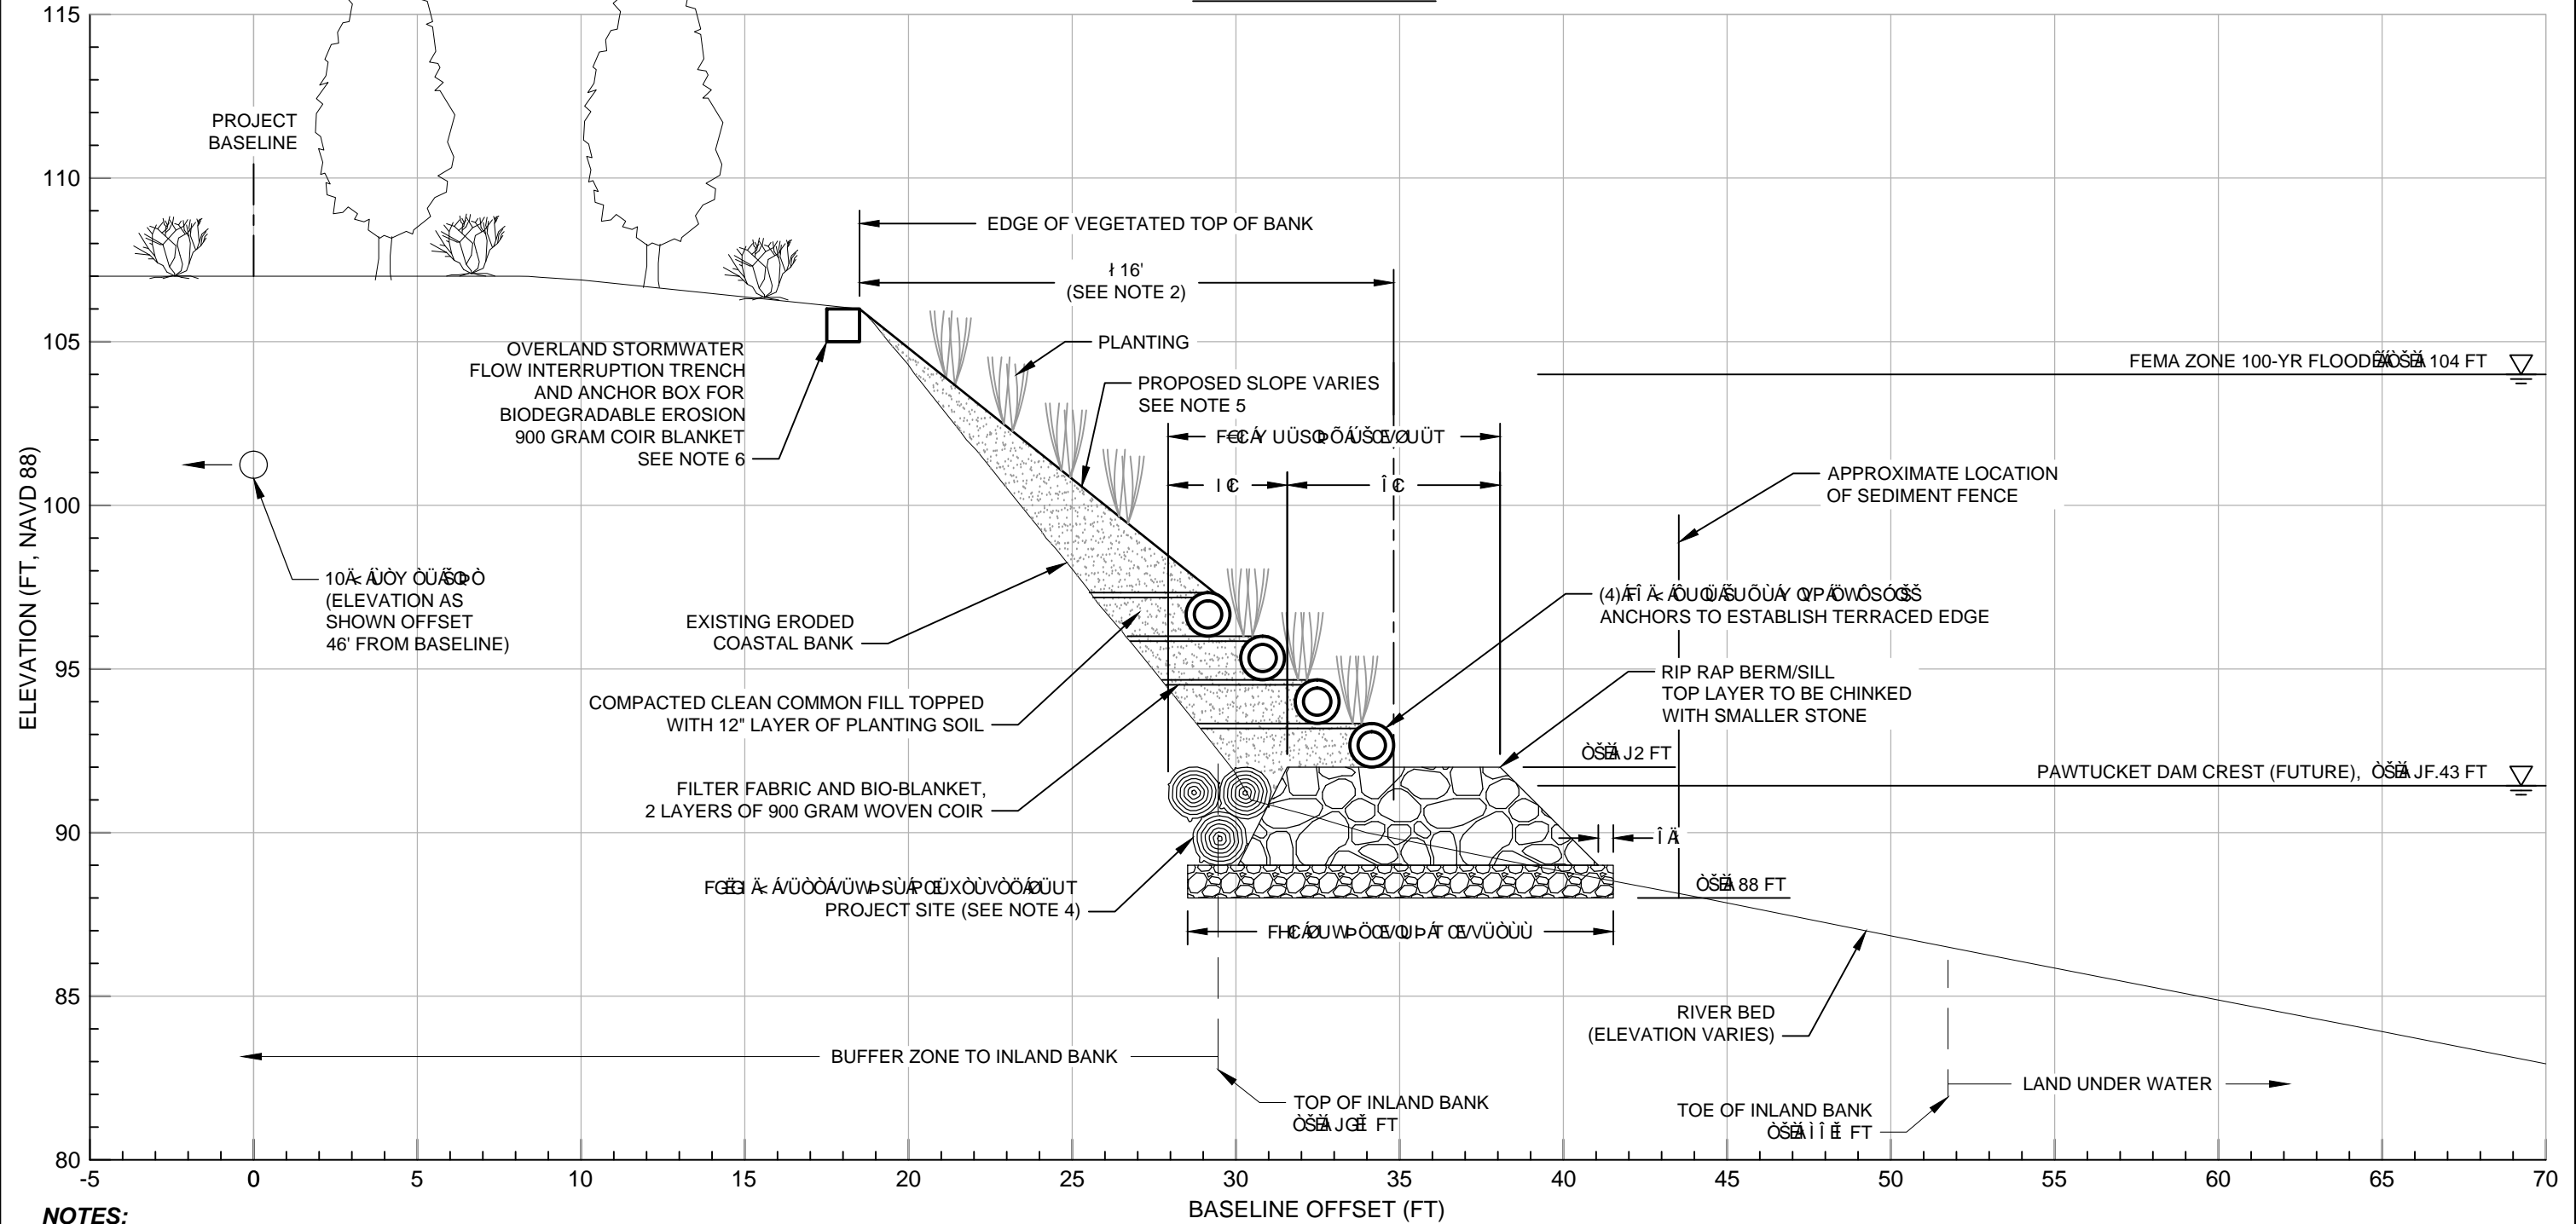 115
110
105
100
95
90
85
80
ELEVATION (FT, NAVD 88)
PROJECT
BASELINE
EDGE OF VEGETATED TOP OF BANK
16'
(SEE NOTE 2)
PLANTING
PROPOSED SLOPE VARIES
SEE NOTE 5
OVERLAND STORMWATER
FLOW INTERRUPTION TRENCH
AND ANCHOR BOX FOR
BIODEGRADABLE EROSION
900 GRAM COIR BLANKET
SEE NOTE 6
FEMA ZONE 100-YR FLOOD 104 FT
(ELEVATION AS
SHOWN OFFSET
46' FROM BASELINE)
APPROXIMATE LOCATION
OF SEDIMENT FENCE
(4)
ANCHORS TO ESTABLISH TERRACED EDGE
EXISTING ERODED
COASTAL BANK
RIP RAP BERM/SILL
TOP LAYER TO BE CHINKED
WITH SMALLER STONE
COMPACTED CLEAN COMMON FILL TOPPED
WITH 12" LAYER OF PLANTING SOIL
FT
PAWTUCKET DAM CREST (FUTURE), FT
FILTER FABRIC AND BIO-BLANKET,
2 LAYERS OF 900 GRAM WOVEN COIR
PROJECT SITE (SEE NOTE 4)
88 FT
RIVER BED
(ELEVATION VARIES)
BUFFER ZONE TO INLAND BANK
LAND UNDER WATER
TOP OF INLAND BANK
FT
TOE OF INLAND BANK
FT
-5 0 5 10 15 20 25 30 35 40 45 50 55 60 65 70
BASELINE OFFSET (FT)
NOTES: